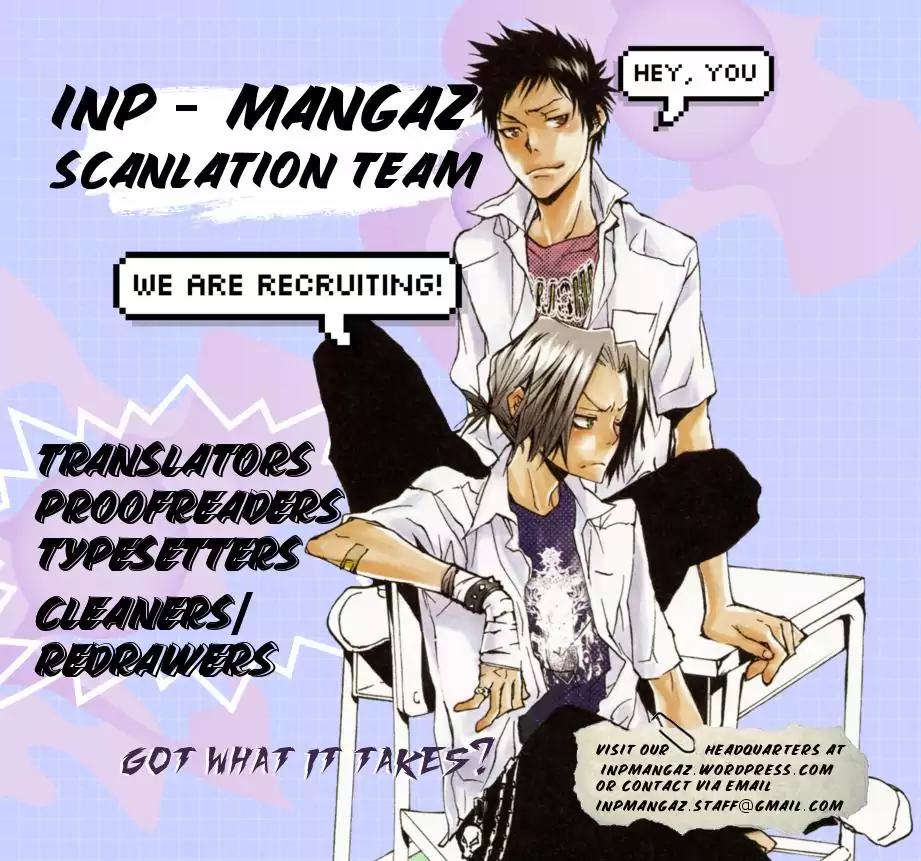 HEY, YOU
INP - MANGAZ
SCANLATION TEAM
WE ARE RECRUITING!
TRANSLATORS
PROOFREADERS
TYPESETTERS
CLEANERS/
REDRAWERS
GOT WHAT IT TAKES?
VISIT OUR HEADQUARTERS AT
INPMANGAZ.WORDPRESS.COM
OR CONTACT VIA EMAIL
INPMANGAZ.STAFF@GMAIL.COM